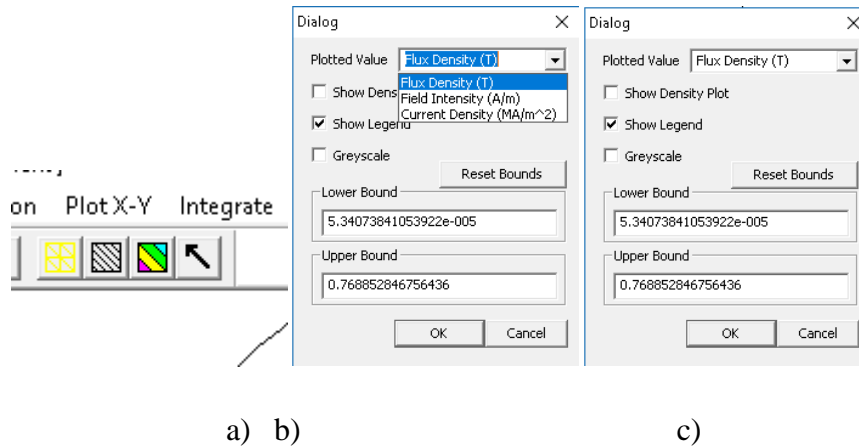 on Plot X-Y Integrate
Dialog
Plotted Value Flux Density (T)
Flux Density (T)
Show Dens Field Intensity (A/m)
Current Density (MA/m^2)
Show Legend
Greyscale
Reset Bounds
Lower Bound
5.34073841053922e-005
Upper Bound
0.768852846756436
OK Cancel
Dialog
Plotted Value Flux Density (T)
Show Density Plot
Show Legend
Greyscale
Reset Bounds
Lower Bound
5.34073841053922e-005
Upper Bound
0.768852846756436
OK Cancel
a) b) c)